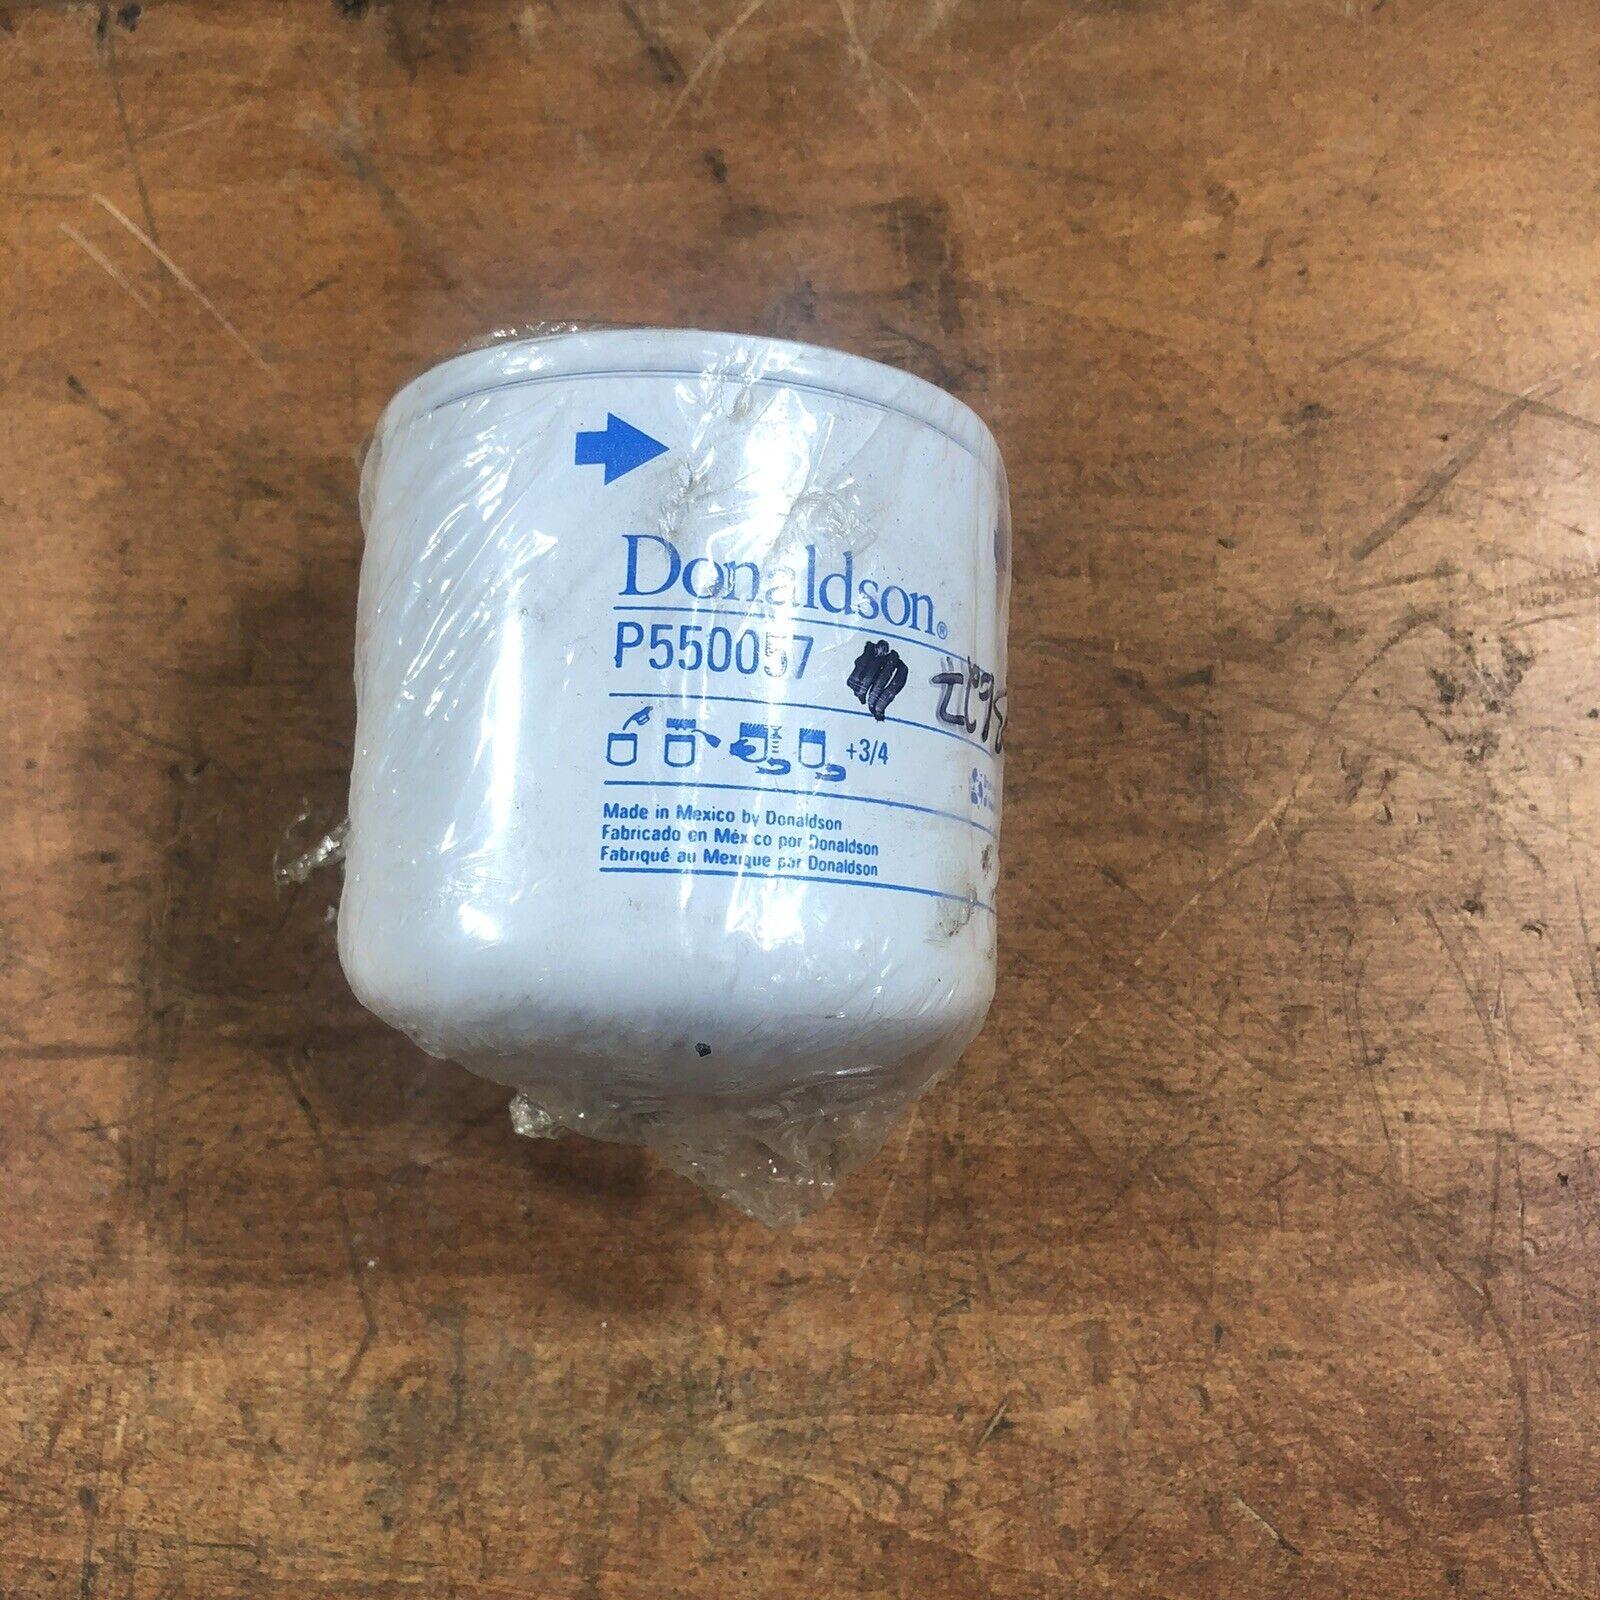 Donaldson®
P550057
+3/4
Made in Mexico by Donaldson
Fabricado en México por Donaldson
Fabriqué au Mexique par Donaldson